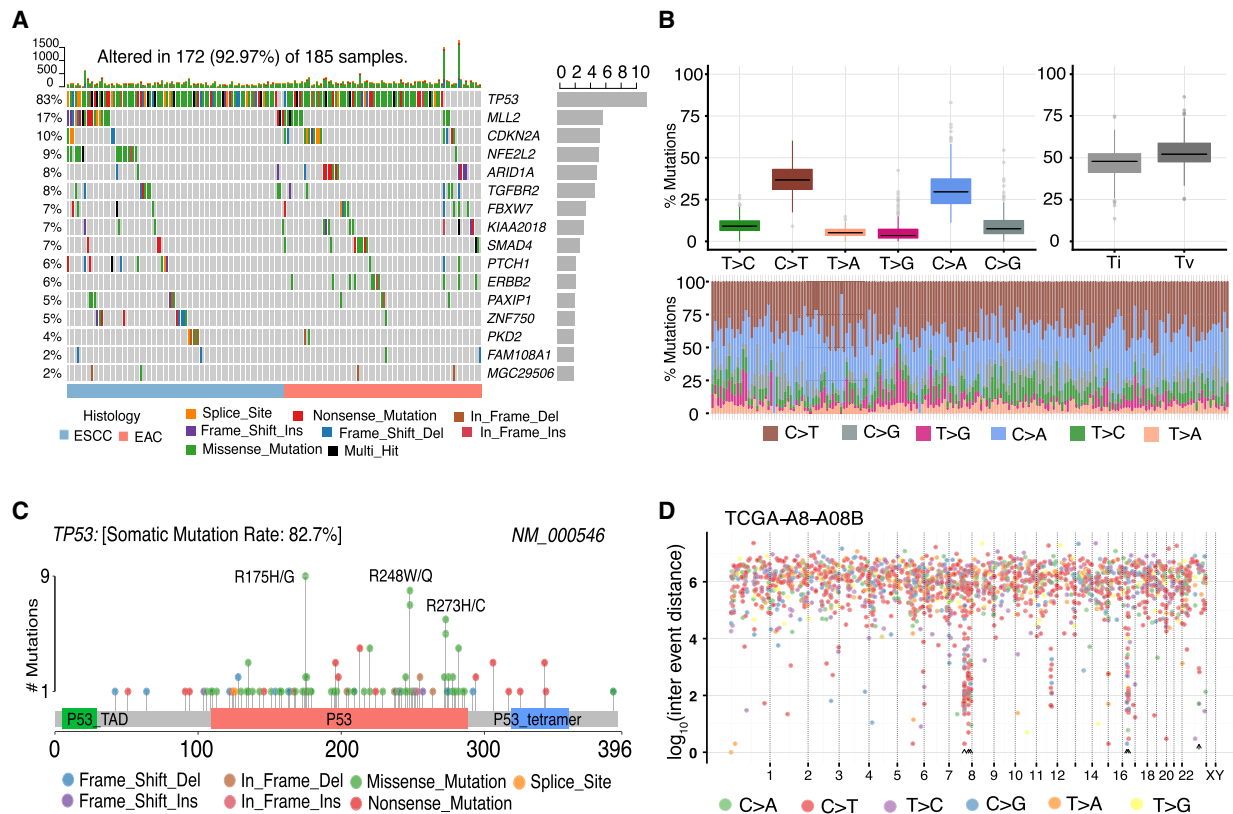 A
Altered in 172 (92.97%) of 185 samples.
1500
1000
500
0
0 2 4 6 8 10
83% TP53
17% MLL2
10% CDKN2A
9% NFE2L2
8% ARID1A
8% TGFBR2
7% FBXW7
7% KIAA2018
7% SMAD4
6% PTCH1
6% ERBB2
5% PAXIP1
5% ZNF750
4% PKD2
2% FAM108A1
2% MGC29506
Histology
ESCC EAC
Splice_Site Nonsense_Mutation In_Frame_Del
Frame_Shift_Ins Frame_Shift_Del In_Frame_Ins
Missense_Mutation Multi_Hit
B
% Mutations
100
75
50
25
0
T>C C>T T>A T>G C>A C>G
100
75
50
25
0
Ti Tv
% Mutations
100
75
50
25
0
C>T C>G T>G C>A T>C T>A
C
TP53: [Somatic Mutation Rate: 82.7%] NM_000546
# Mutations
9
1
R175H/G
R248W/Q
R273H/C
P53_TAD P53 P53_tetramer
0 100 200 300 396
Frame_Shift_Del In_Frame_Del Missense_Mutation Splice_Site
Frame_Shift_Ins In_Frame_Ins Nonsense_Mutation
D
TCGA-A8-A08B
log10(inter event distance)
6
4
2
0
1 2 3 4 5 6 7 8 9 10 11 12 14 16 18 20 22 XY
C>A C>T T>C C>G T>A T>G